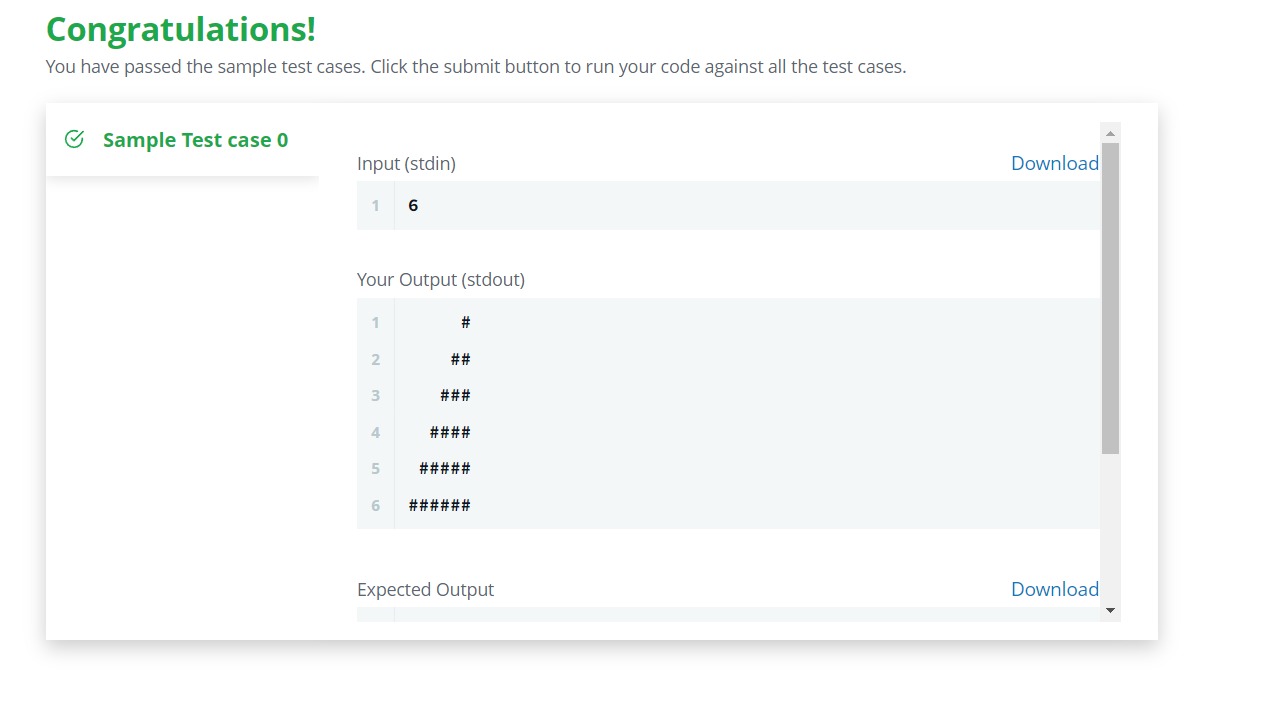 Congratulations!
You have passed the sample test cases. Click the submit button to run your code against all the test cases.
Sample Test case 0
Input (stdin)
Download
1 6
Your Output (stdout)
1      #
2     ##
3    ###
4   ####
5  #####
6 ######
Expected Output
Download